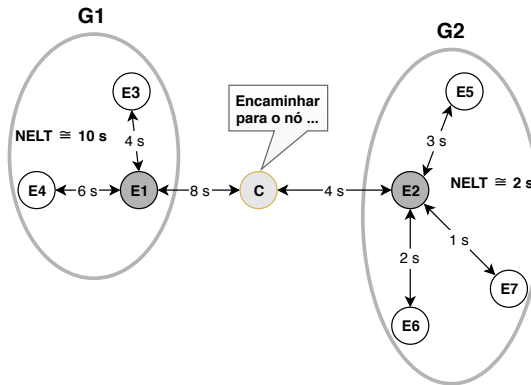 G1
G2
Encaminhar
para o nó ...
E3
E5
NELT ≅ 10 s
4 s
3 s
E4
6 s
E1
8 s
C
4 s
E2
NELT ≅ 2 s
2 s
1 s
E7
E6